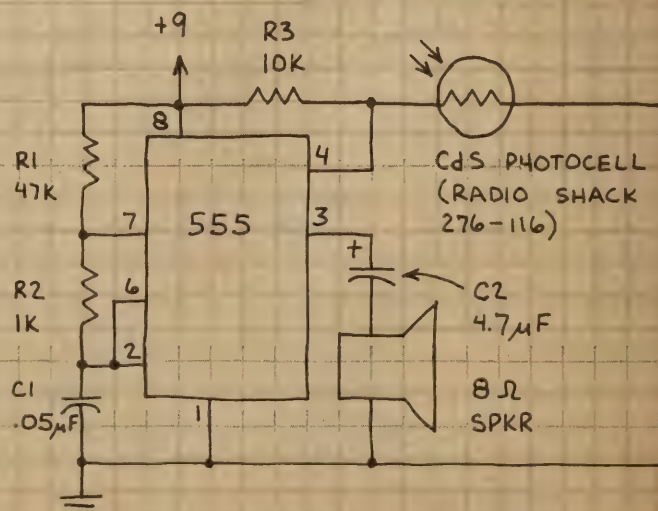 +9
R3
10K
8
R1
47K
4
CdS PHOTOCELL
(RADIO SHACK
276-116)
555
3
7
+
R2
1K
6
C2
4.7µF
2
C1
.05µF
1
8Ω
SPKR